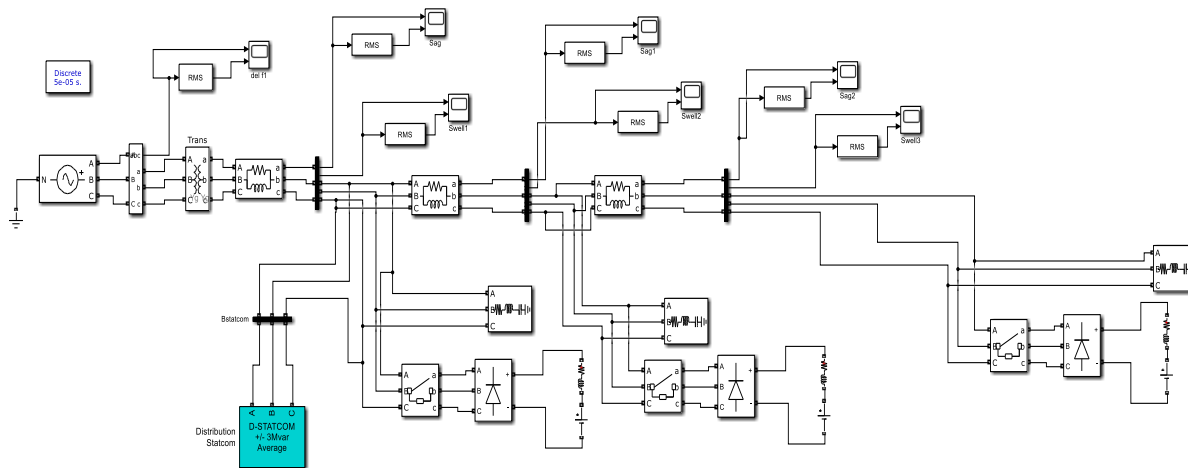 Discrete
5e-05 s.
RMS
del f1
RMS
Sag
RMS
Swell1
RMS
Sag1
RMS
Swell2
RMS
Sag2
RMS
Swell3
N
+
A
B
C
abc
A
a
B
b
C
c
Trans
A
a
B
b
C
c
A
a
B
b
C
c
A
a
B
b
C
c
A
a
B
b
C
c
A
B
C
A
B
C
A
B
C
Bstatcom
A
a
B
b
C
c
A
B
C
+
-
+
A
a
B
b
C
c
A
B
C
+
-
+
A
a
B
b
C
c
A
B
C
+
-
+
A
B
C
D-STATCOM
+/- 3Mvar
Average
Distribution
Statcom